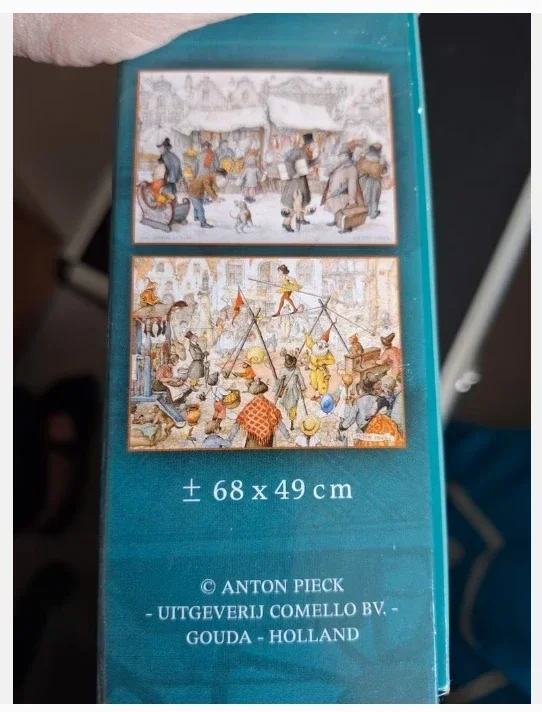 ± 68 x 49 cm
© ANTON PIECK
- UITGEVERIJ COMELLO BV. -
GOUDA - HOLLAND